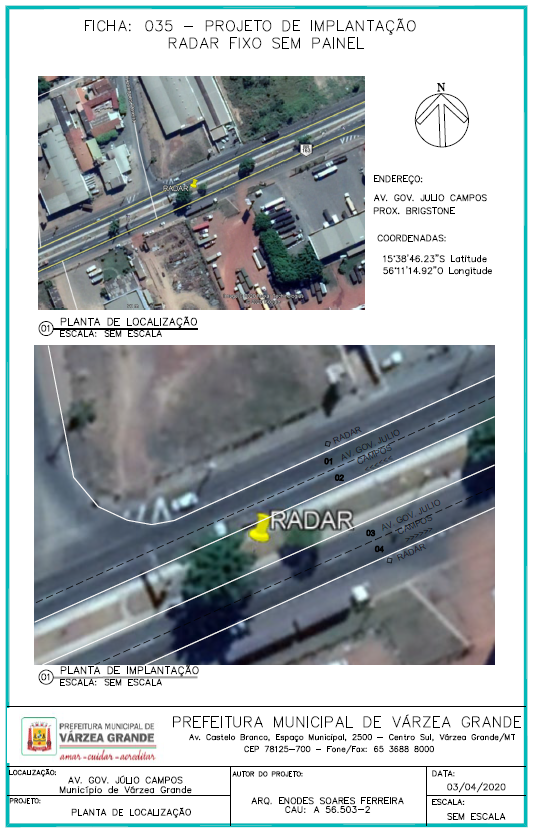 FICHA: 035 – PROJETO DE IMPLANTAÇÃO
RADAR FIXO SEM PAINEL
N
RADAR
ENDEREÇO:
AV. GOV. JULIO CAMPOS
PROX. BRIGSTONE
COORDENADAS:
15°38'46.23"S Latitude
56°11'14.92"O Longitude
01 PLANTA DE LOCALIZAÇÃO
ESCALA: SEM ESCALA
RADAR
01 AV. GOV. JULIO
CAMPOS
02
<<<<<<
RADAR
03 AV. GOV. JULIO
CAMPOS
04
>>>>>>
RADAR
01 PLANTA DE IMPLANTAÇÃO
ESCALA: SEM ESCALA
PREFEITURA MUNICIPAL DE
VÁRZEA GRANDE
amar - cuidar - acreditar
PREFEITURA MUNICIPAL DE VÁRZEA GRANDE
Av. Castelo Branco, Espaço Municipal, 2500 – Centro Sul, Várzea Grande/MT
CEP 78125-700 – Fone/Fax: 65 3688 8000
LOCALIZAÇÃO:
AV. GOV. JÚLIO CAMPOS
Município de Várzea Grande
PROJETO:
PLANTA DE LOCALIZAÇÃO
AUTOR DO PROJETO:
ARQ. ENODES SOARES FERREIRA
CAU: A 56.503-2
DATA:
03/04/2020
ESCALA:
SEM ESCALA